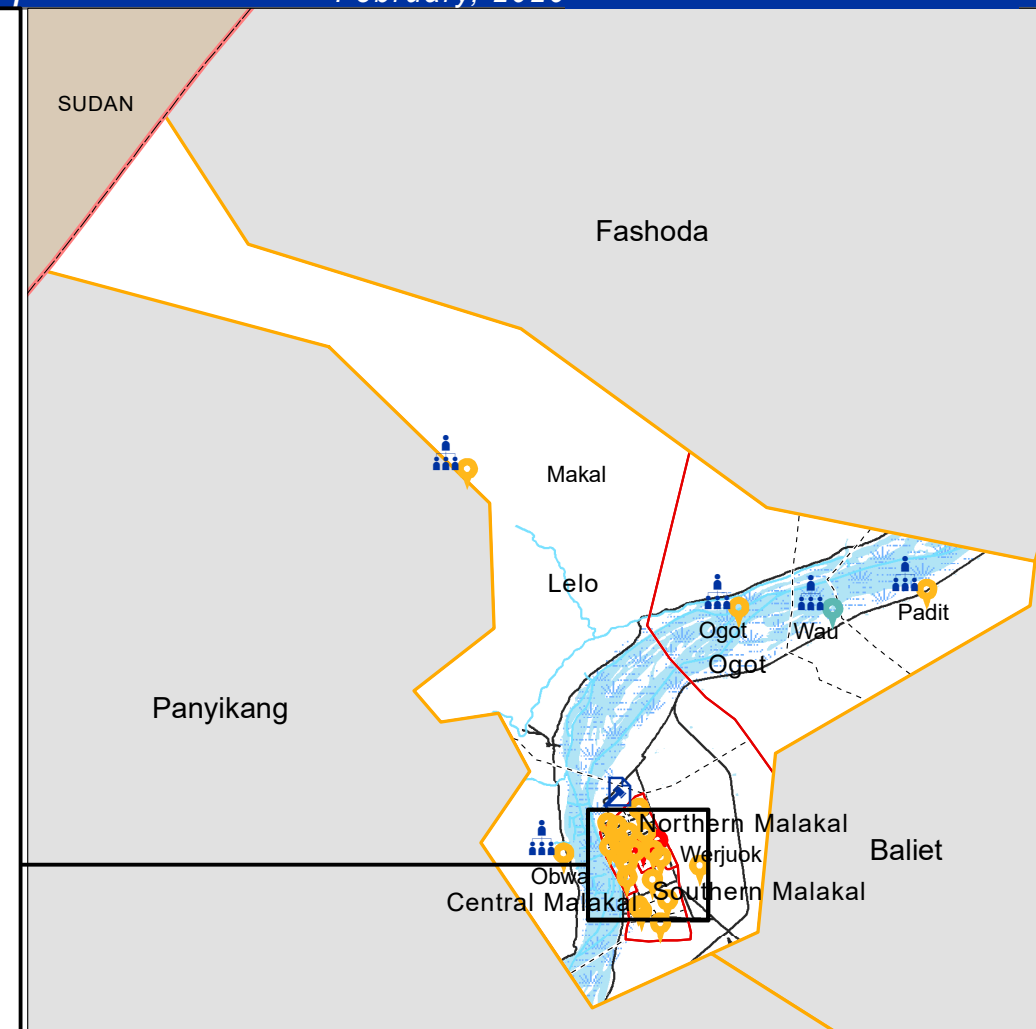 SUDAN
Fashoda
Makal
Lelo
Ogot
Wau
Padit
Ogot
Panyikang
Northern Malakal
Werjuok
Baliet
Obwa
Southern Malakal
Central Malakal